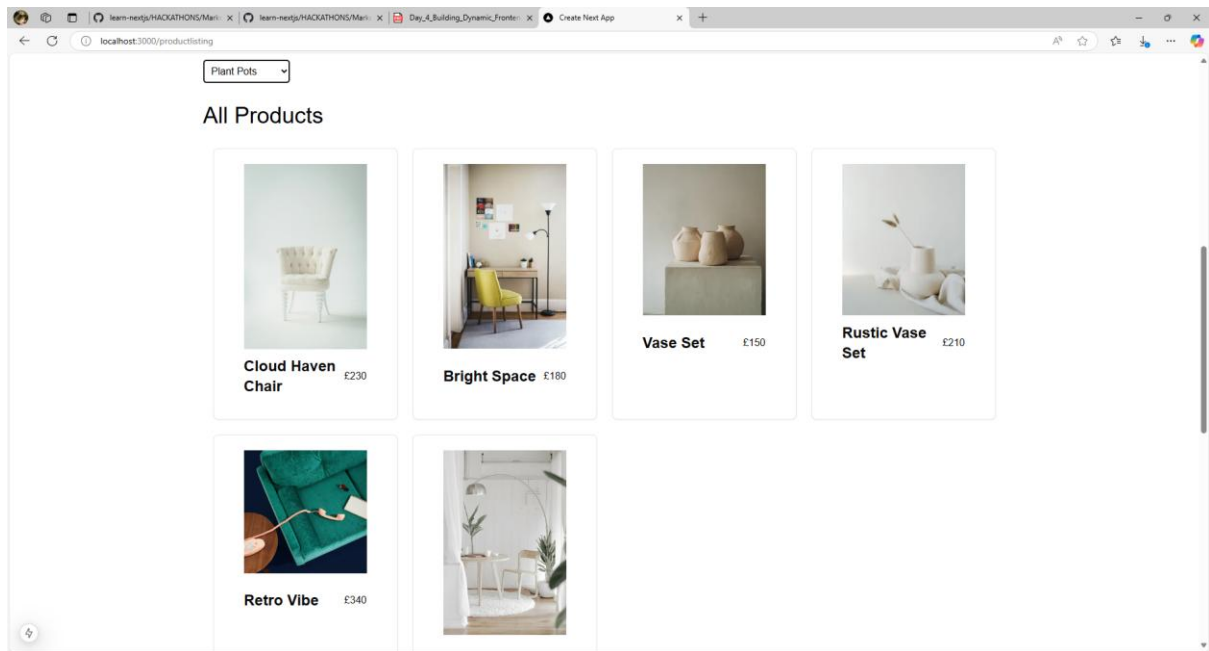 learn-nextjs/HACKATHONS/Mark
learn-nextjs/HACKATHONS/Mark
Day_4_Building_Dynamic_Fronten
Create Next App
localhost:3000/productlisting
Plant Pots
All Products
Cloud Haven
Chair
£230
Bright Space £180
Vase Set £150
Rustic Vase
Set
£210
Retro Vibe £340